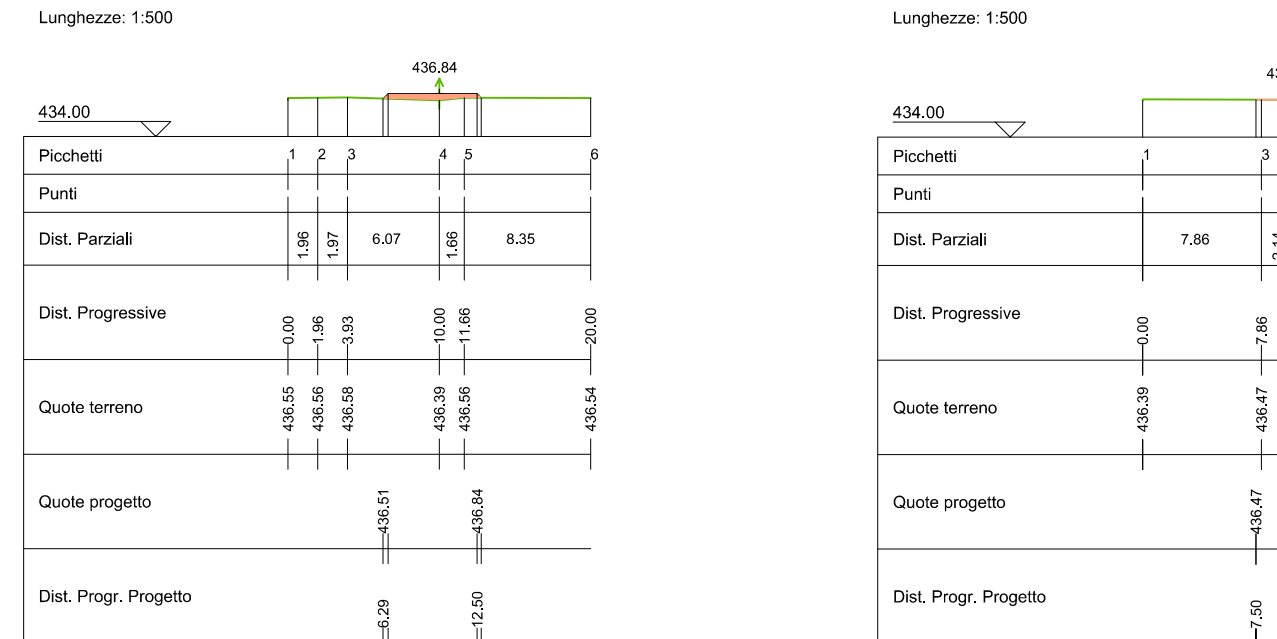 Lunghezze: 1:500
436.84
434.00
Picchetti 1 2 3 4 5 6
Punti
Dist. Parziali 1.96 1.97 6.07 1.66 8.35
Dist. Progressive 0.00 1.96 3.93 10.00 11.66 20.00
Quote terreno 436.55 436.56 436.58 436.39 436.56 436.54
Quote progetto 436.51 436.84
Dist. Progr. Progetto 6.29 12.50
Lunghezze: 1:500
434.00
Picchetti 1 3
Punti
Dist. Parziali 7.86
Dist. Progressive 0.00 7.86
Quote terreno 436.39 436.47
Quote progetto 436.47
Dist. Progr. Progetto 7.50